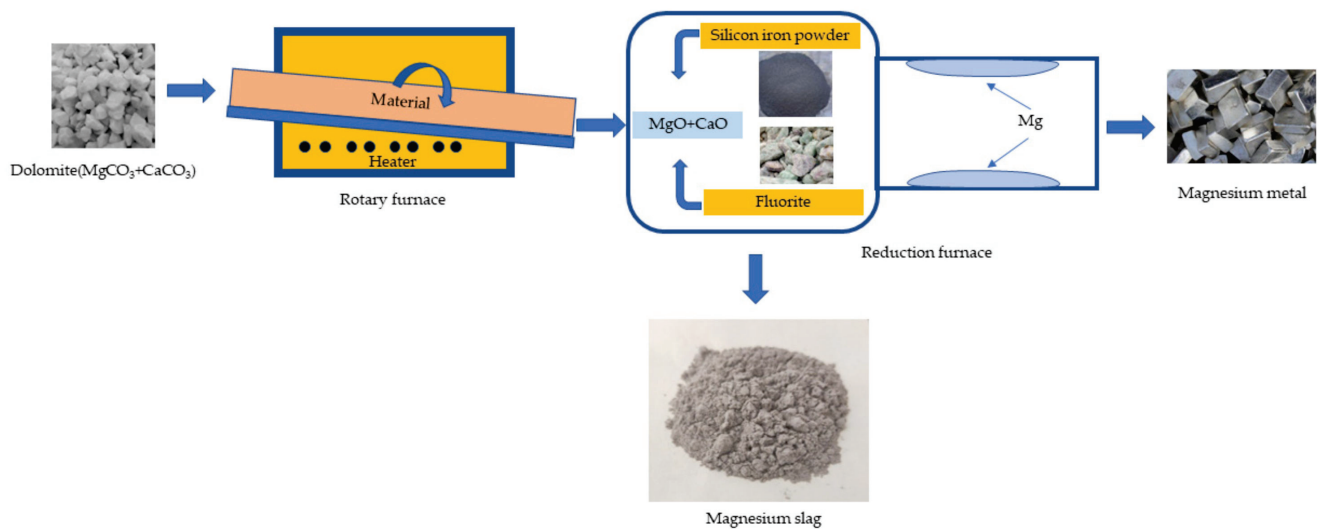 Dolomite(MgCO₃+CaCO₃)
Material
Heater
Rotary furnace
Silicon iron powder
MgO+CaO
Fluorite
Mg
Reduction furnace
Magnesium metal
Magnesium slag